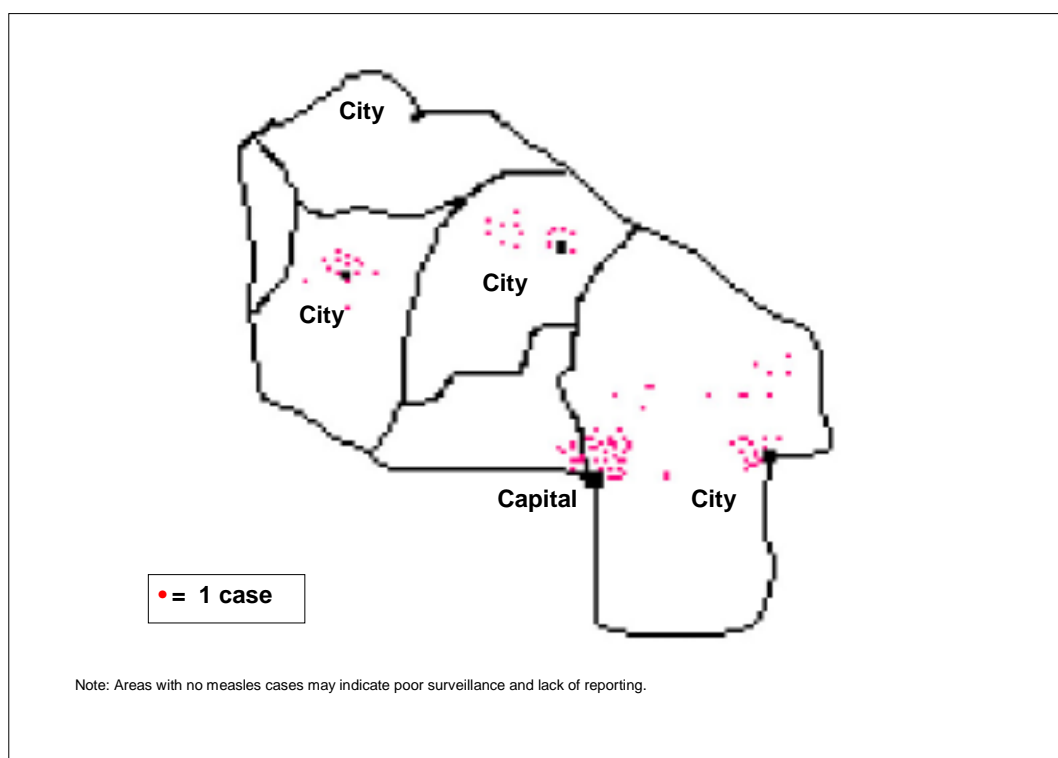 City
City
City
Capital
City
= 1 case
Note: Areas with no measles cases may indicate poor surveillance and lack of reporting.